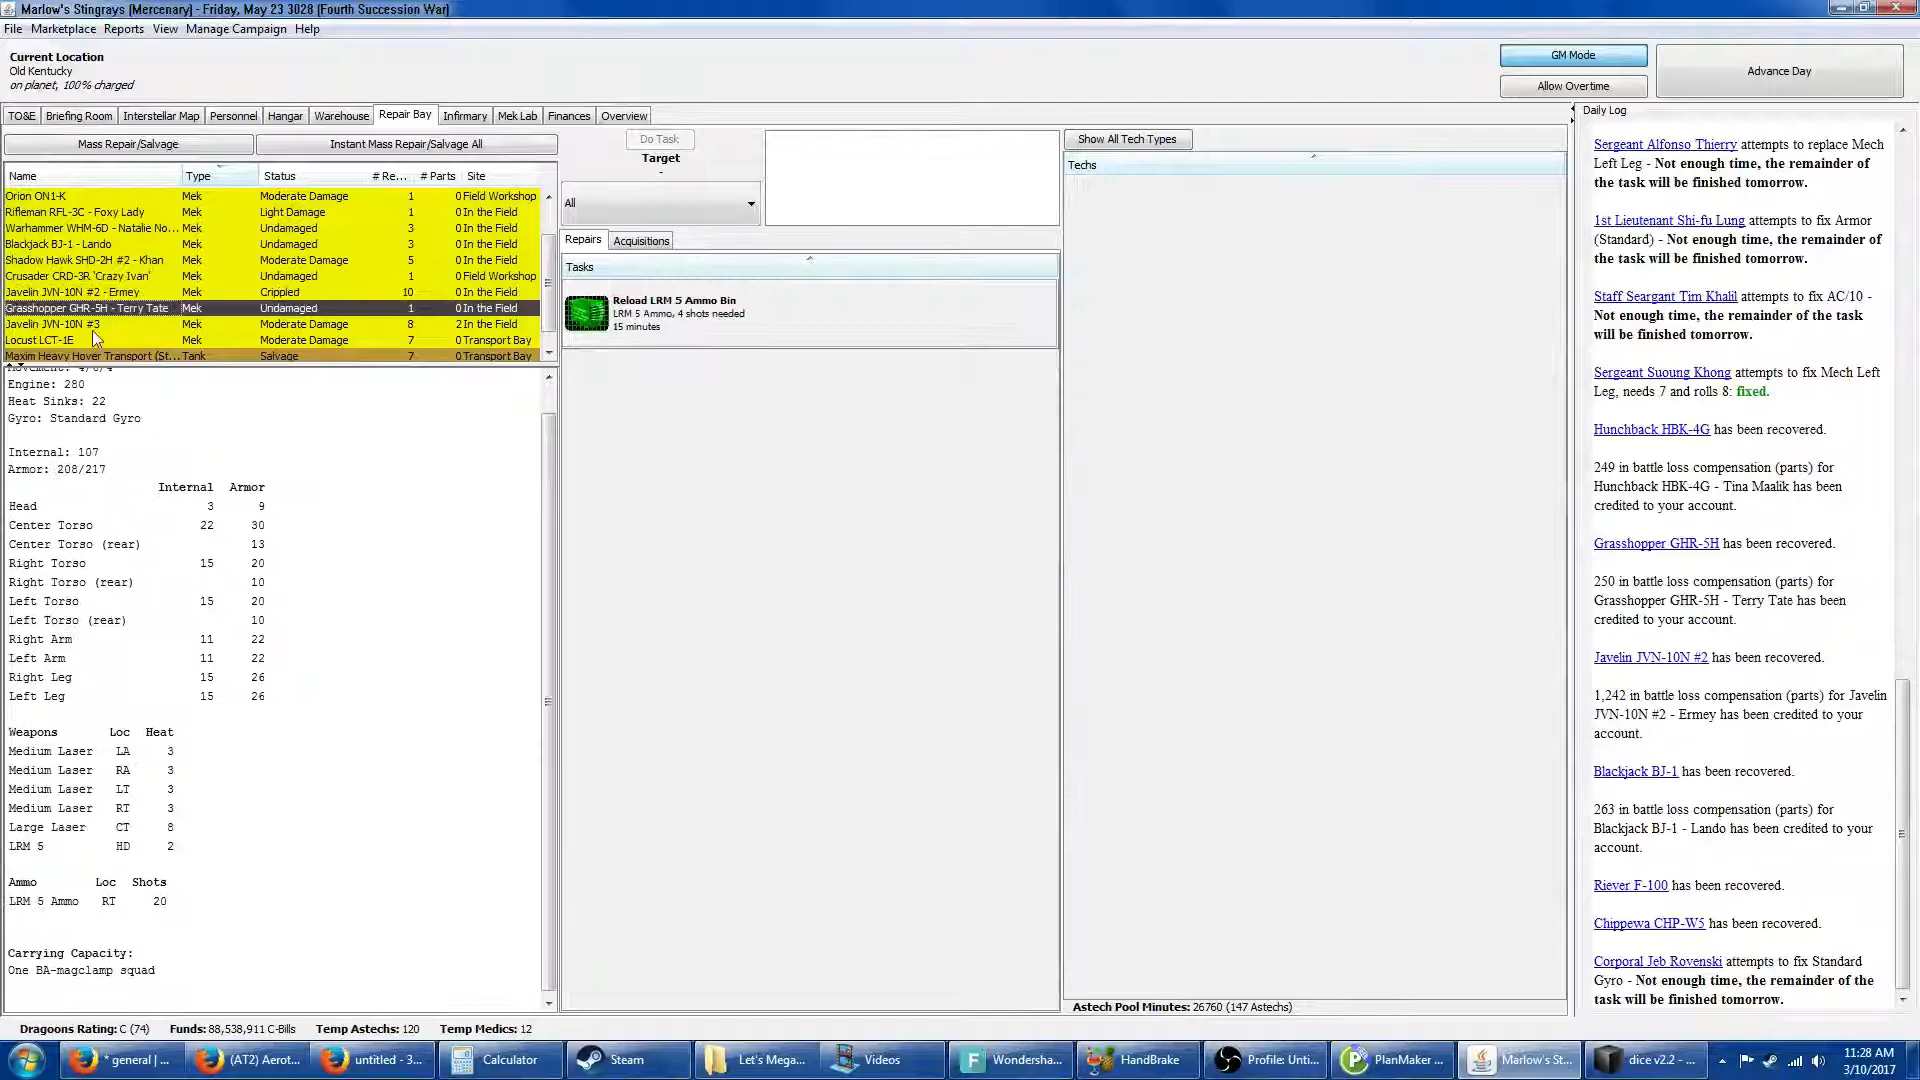 Marlow's Stingrays (Mercenary) - Friday, May 23 3028 (Fourth Succession War)
File Marketplace Reports View Manage Campaign Help
Current Location
Old Kentucky
on planet, 100% charged
GM Mode
Allow Overtime
Advance Day
TO&E Briefing Room Interstellar Map Personnel Hangar Warehouse Repair Bay Infirmary Mek Lab Finances Overview
Mass Repair/Salvage Instant Mass Repair/Salvage All
Name Type Status # Re... # Parts Site
Orion ON1-K Mek Moderate Damage 1 0 Field Workshop
Rifleman RFL-3C - Foxy Lady Mek Light Damage 1 0 In the Field
Warhammer WHM-6D - Natalie No... Mek Undamaged 3 0 In the Field
Blackjack BJ-1 - Lando Mek Undamaged 3 0 In the Field
Shadow Hawk SHD-2H #2 - Khan Mek Moderate Damage 5 0 In the Field
Crusader CRD-3R 'Crazy Ivan' Mek Undamaged 1 0 Field Workshop
Javelin JVN-10N #2 - Ermey Mek Crippled 10 0 In the Field
Grasshopper GHR-5H - Terry Tate Mek Undamaged 1 0 In the Field
Javelin JVN-10N #3 Mek Moderate Damage 8 2 In the Field
Locust LCT-1E Mek Moderate Damage 7 0 Transport Bay
Maxim Heavy Hover Transport (St... Tank Salvage 7 0 Transport Bay
Movement: 4/6/4
Engine: 280
Heat Sinks: 22
Gyro: Standard Gyro
Internal: 107
Armor: 208/217
Internal Armor
Head 3 9
Center Torso 22 30
Center Torso (rear) 13
Right Torso 15 20
Right Torso (rear) 10
Left Torso 15 20
Left Torso (rear) 10
Right Arm 11 22
Left Arm 11 22
Right Leg 15 26
Left Leg 15 26
Weapons Loc Heat
Medium Laser LA 3
Medium Laser RA 3
Medium Laser LT 3
Medium Laser RT 3
Large Laser CT 8
LRM 5 HD 2
Ammo Loc Shots
LRM 5 Ammo RT 20
Carrying Capacity:
One BA-magclamp squad
Do Task
Target
-
All
Repairs Acquisitions
Tasks
Reload LRM 5 Ammo Bin
LRM 5 Ammo, 4 shots needed
15 minutes
Show All Tech Types
Techs
Astech Pool Minutes: 26760 (147 Astechs)
Daily Log
Sergeant Alfonso Thierry attempts to replace Mech
Left Leg - Not enough time, the remainder of
the task will be finished tomorrow.
1st Lieutenant Shi-fu Lung attempts to fix Armor
(Standard) - Not enough time, the remainder of
the task will be finished tomorrow.
Staff Seargant Tim Khalil attempts to fix AC/10 -
Not enough time, the remainder of the task will be
finished tomorrow.
Sergeant Suoung Khong attempts to fix Mech Left
Leg, needs 7 and rolls 8: fixed.
Hunchback HBK-4G has been recovered.
249 in battle loss compensation (parts) for
Hunchback HBK-4G - Tina Maalik has been
credited to your account.
Grasshopper GHR-5H has been recovered.
250 in battle loss compensation (parts) for
Grasshopper GHR-5H - Terry Tate has been
credited to your account.
Javelin JVN-10N #2 has been recovered.
1,242 in battle loss compensation (parts) for Javelin
JVN-10N #2 - Ermey has been credited to your
account.
Blackjack BJ-1 has been recovered.
263 in battle loss compensation (parts) for
Blackjack BJ-1 - Lando has been credited to your
account.
Riever F-100 has been recovered.
Chippewa CHP-W5 has been recovered.
Corporal Jeb Rovenski attempts to fix Standard
Gyro - Not enough time, the remainder of the
task will be finished tomorrow.
Dragoons Rating: C (74) Funds: 88,538,911 C-Bills Temp Astechs: 120 Temp Medics: 12
* general | ... (AT2) Aerot... untitled - 3... Calculator Steam Let's Mega... Videos Wondersha... HandBrake Profile: Unti... PlanMaker ... Marlow's St... dice v2.2 - ... 11:28 AM
3/10/2017